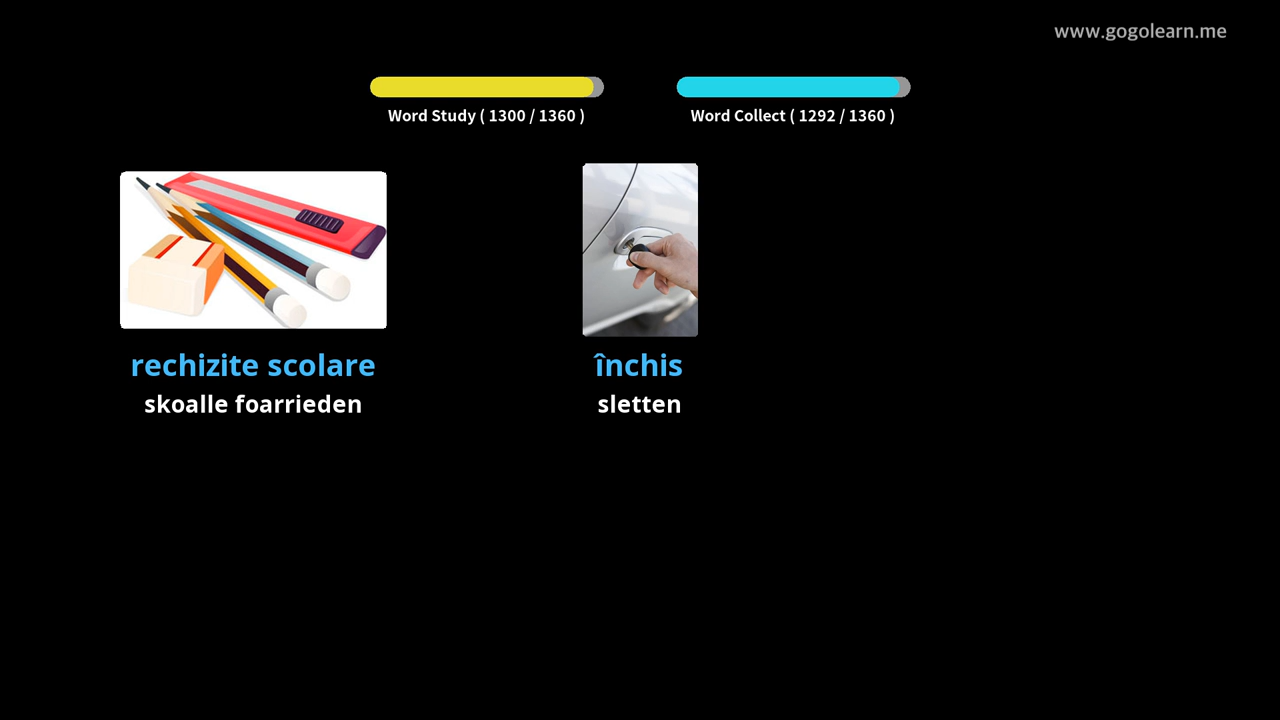 www.gogolearn.me
Word Study ( 1300 / 1360 )
Word Collect ( 1292 / 1360 )
rechizite scolare
skoalle foarrieden
închis
sletten